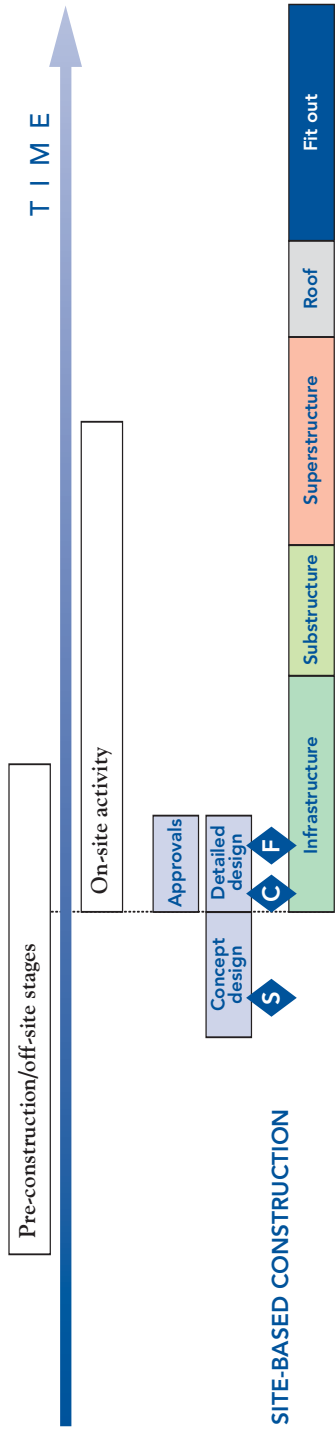 TIME
Pre-construction/off-site stages
On-site activity
Approvals
Concept
design
Detailed
design
S
C
F
SITE-BASED CONSTRUCTION
Infrastructure
Substructure
Superstructure
Roof
Fit out